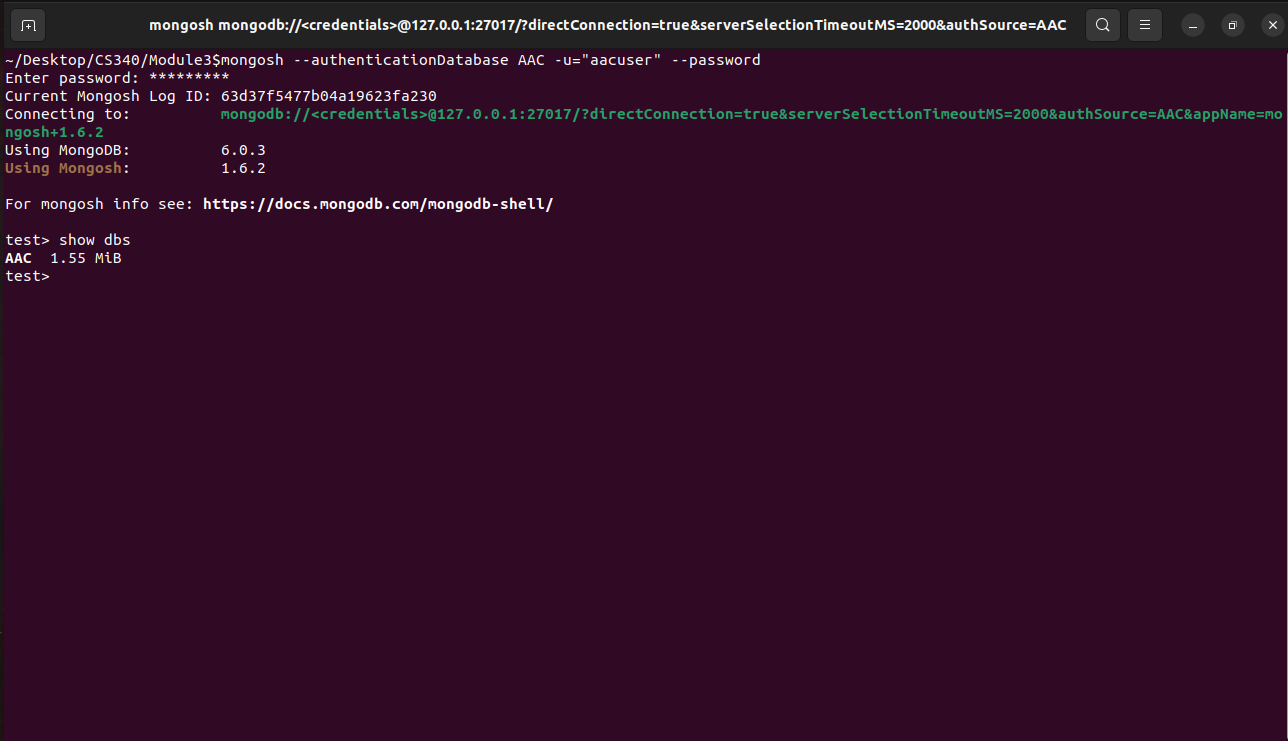 mongosh mongodb://<credentials>@127.0.0.1:27017/?directConnection=true&serverSelectionTimeoutMS=2000&authSource=AAC
~/Desktop/CS340/Module3$mongosh --authenticationDatabase AAC -u="aacuser" --password
Enter password: *********
Current Mongosh Log ID: 63d37f5477b04a19623fa230
Connecting to:          mongodb://<credentials>@127.0.0.1:27017/?directConnection=true&serverSelectionTimeoutMS=2000&authSource=AAC&appName=mo
ngosh+1.6.2
Using MongoDB:          6.0.3
Using Mongosh:          1.6.2
For mongosh info see: https://docs.mongodb.com/mongodb-shell/
test> show dbs
AAC  1.55 MiB
test>